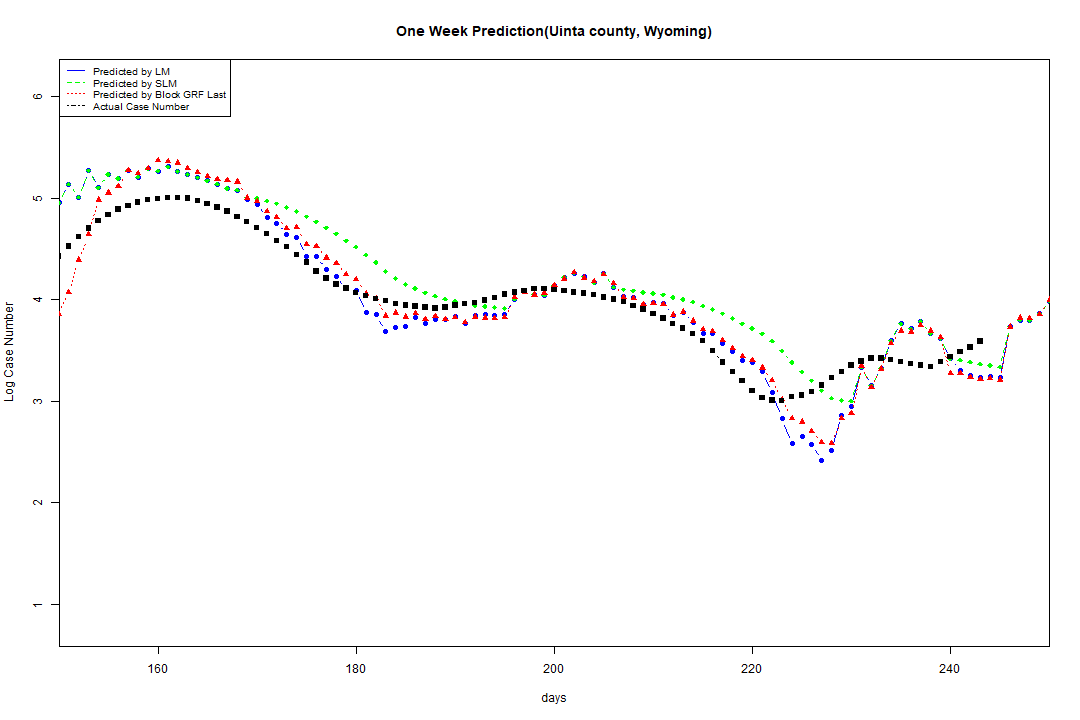 One Week Prediction(Uinta county, Wyoming)
Predicted by LM
Predicted by SLM
Predicted by Block GRF Last
Actual Case Number
6
5
4
3
2
1
Log Case Number
160 180 200 220 240
days